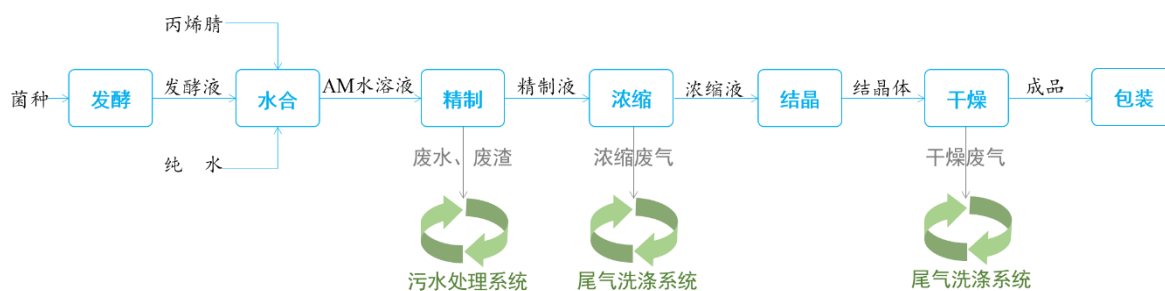 丙烯腈
菌种
发酵
发酵液
水合
AM水溶液
精制
精制液
浓缩
浓缩液
结晶
结晶体
干燥
成品
包装
纯 水
废水、废渣
浓缩废气
干燥废气
污水处理系统
尾气洗涤系统
尾气洗涤系统